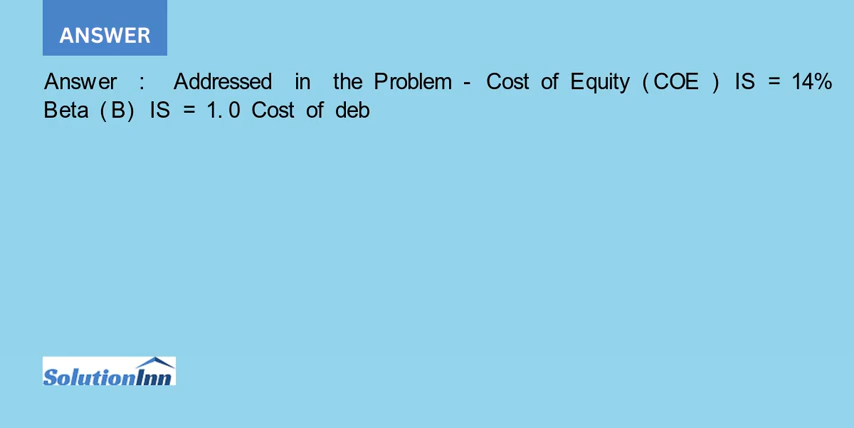 ANSWER
Answer : Addressed in the Problem - Cost of Equity ( COE ) IS = 14%
Beta ( B) IS = 1. 0 Cost of deb
SolutionInn